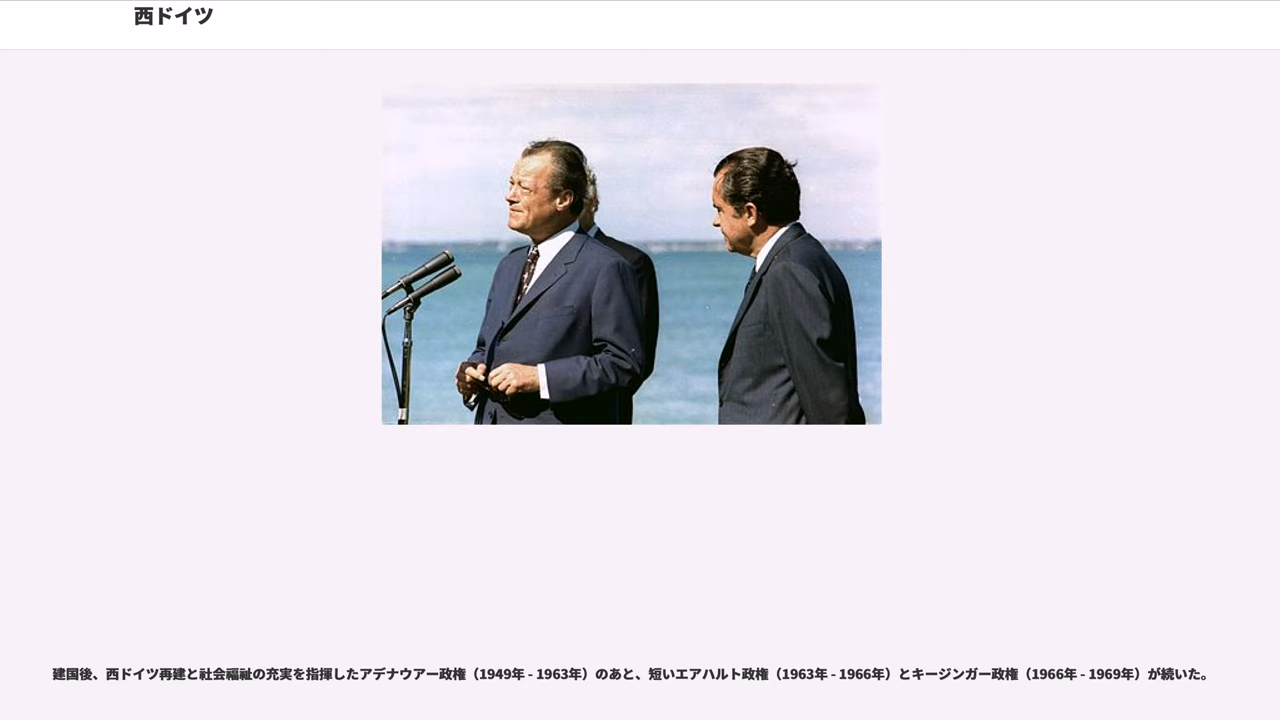 西ドイツ
建国後、西ドイツ再建と社会福祉の充実を指揮したアデナウアー政権（1949年 - 1963年）のあと、短いエアハルト政権（1963年 - 1966年）とキージンガー政権（1966年 - 1969年）が続いた。